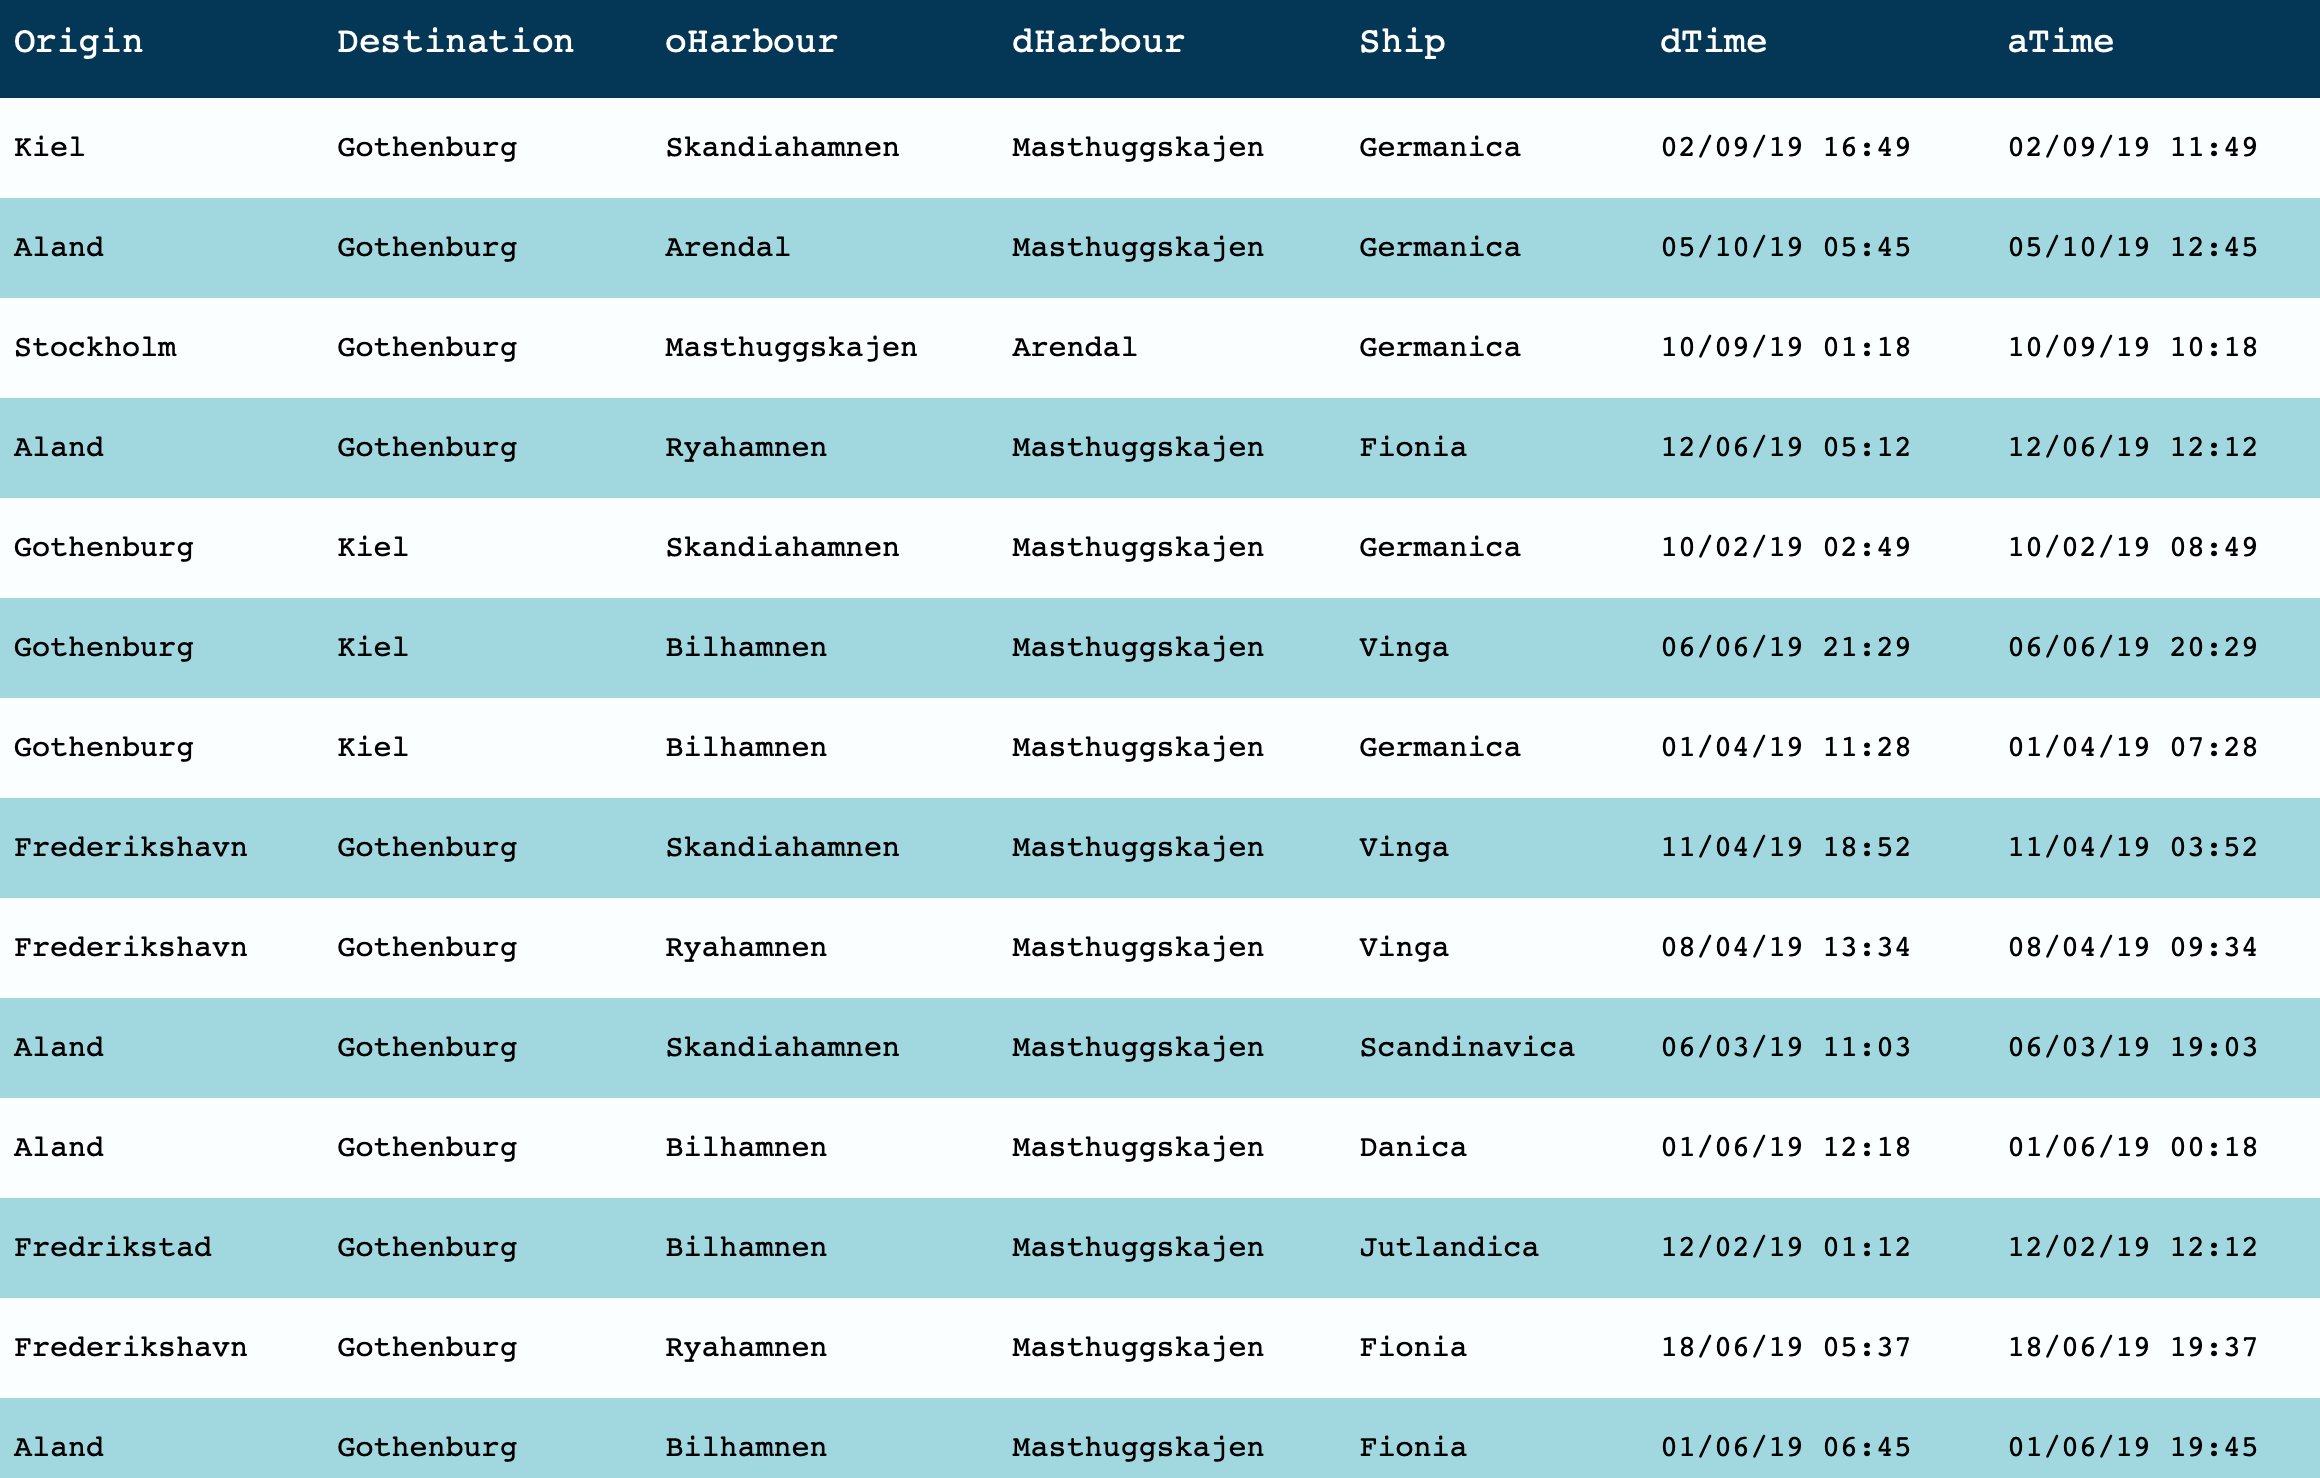 Origin Destination oHarbour dHarbour Ship dTime aTime
Kiel Gothenburg Skandiahamnen Masthuggskajen Germanica 02/09/19 16:49 02/09/19 11:49
Aland Gothenburg Arendal Masthuggskajen Germanica 05/10/19 05:45 05/10/19 12:45
Stockholm Gothenburg Masthuggskajen Arendal Germanica 10/09/19 01:18 10/09/19 10:18
Aland Gothenburg Ryahamnen Masthuggskajen Fionia 12/06/19 05:12 12/06/19 12:12
Gothenburg Kiel Skandiahamnen Masthuggskajen Germanica 10/02/19 02:49 10/02/19 08:49
Gothenburg Kiel Bilhamnen Masthuggskajen Vinga 06/06/19 21:29 06/06/19 20:29
Gothenburg Kiel Bilhamnen Masthuggskajen Germanica 01/04/19 11:28 01/04/19 07:28
Frederikshavn Gothenburg Skandiahamnen Masthuggskajen Vinga 11/04/19 18:52 11/04/19 03:52
Frederikshavn Gothenburg Ryahamnen Masthuggskajen Vinga 08/04/19 13:34 08/04/19 09:34
Aland Gothenburg Skandiahamnen Masthuggskajen Scandinavica 06/03/19 11:03 06/03/19 19:03
Aland Gothenburg Bilhamnen Masthuggskajen Danica 01/06/19 12:18 01/06/19 00:18
Fredrikstad Gothenburg Bilhamnen Masthuggskajen Jutlandica 12/02/19 01:12 12/02/19 12:12
Frederikshavn Gothenburg Ryahamnen Masthuggskajen Fionia 18/06/19 05:37 18/06/19 19:37
Aland Gothenburg Bilhamnen Masthuggskajen Fionia 01/06/19 06:45 01/06/19 19:45